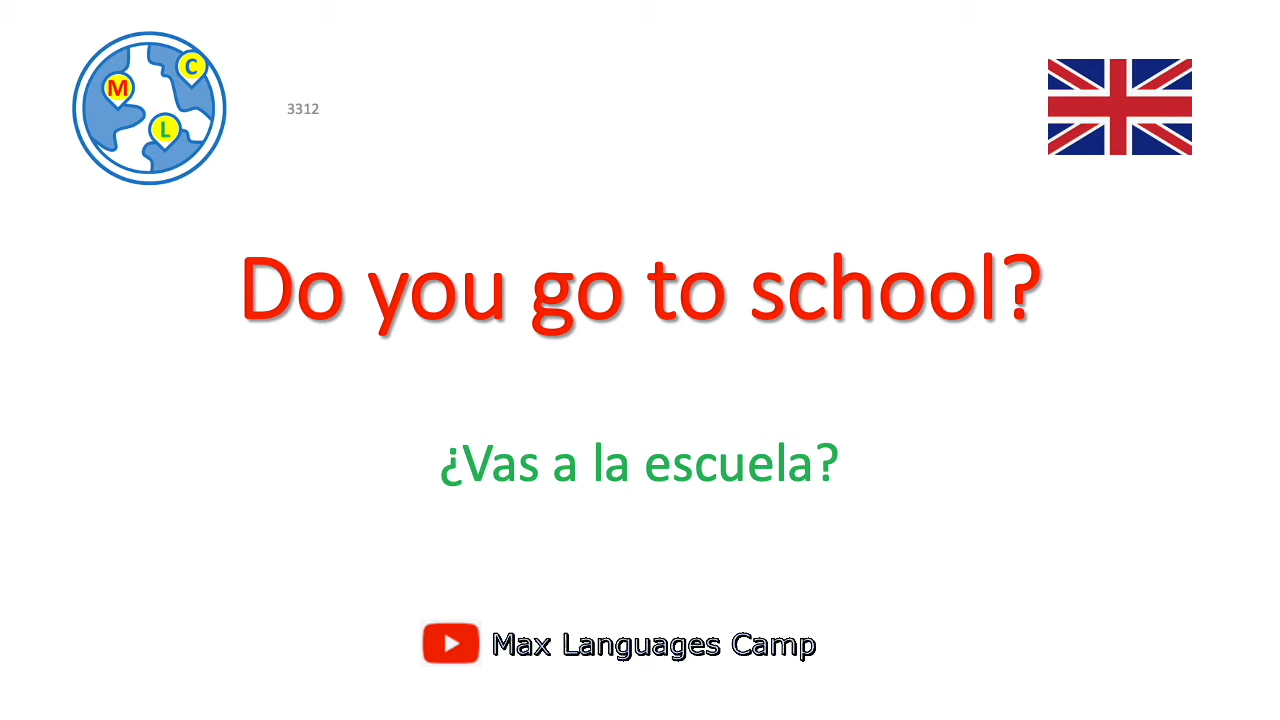 M
C
L
3312
Do you go to school?
¿Vas a la escuela?
Max Languages Camp